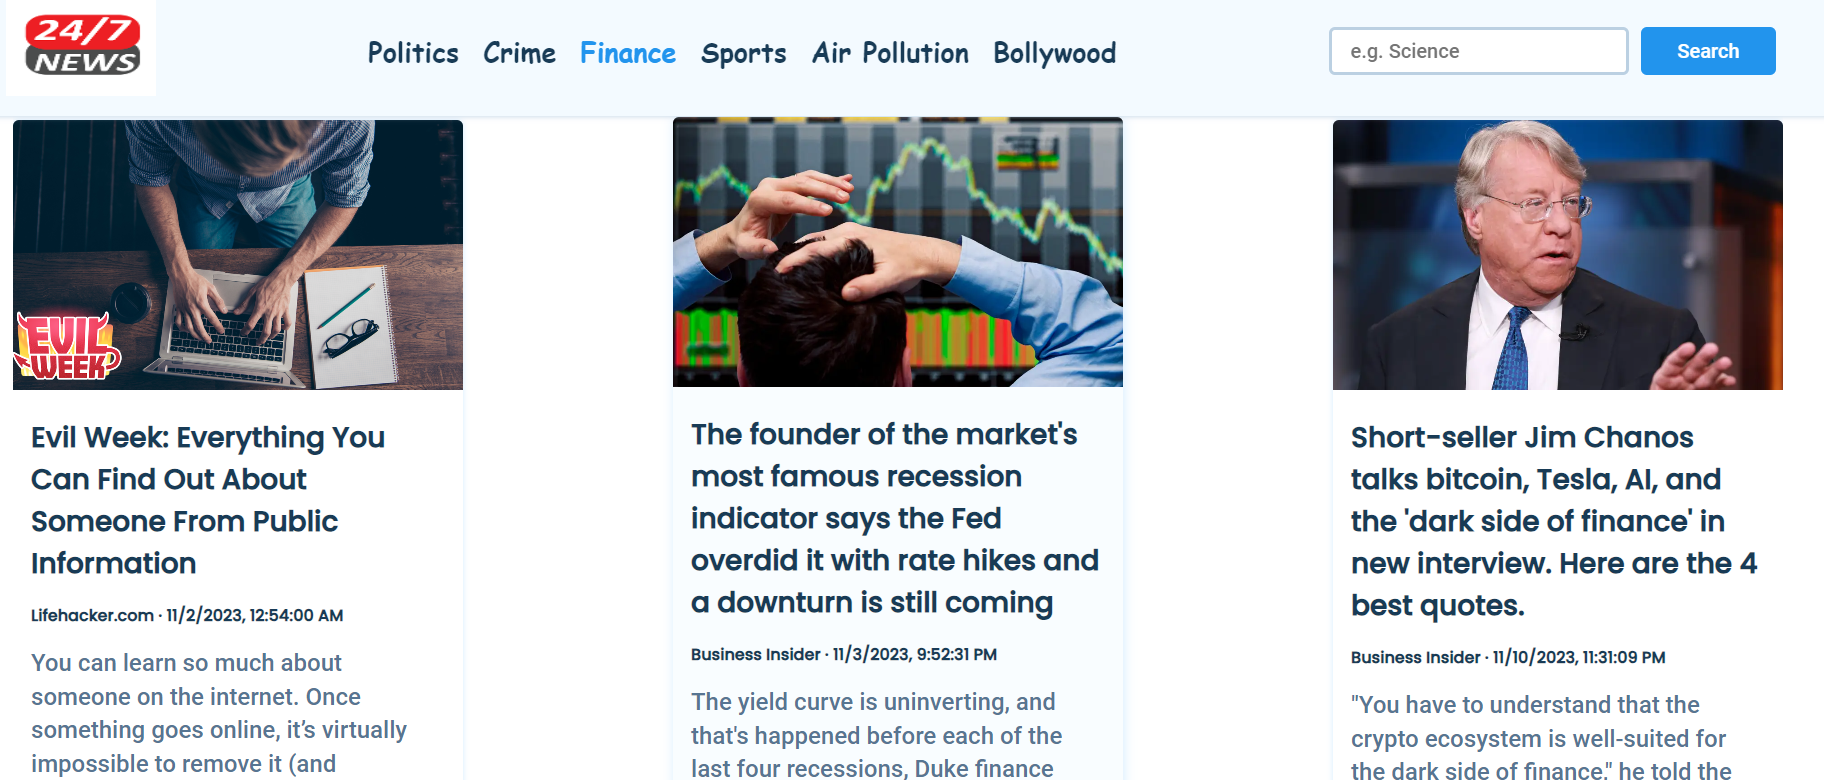 24/7
NEWS
Politics Crime Finance Sports Air Pollution Bollywood
e.g. Science
Search
EVIL
WEEK
Evil Week: Everything You
Can Find Out About
Someone From Public
Information
Lifehacker.com · 11/2/2023, 12:54:00 AM
You can learn so much about
someone on the internet. Once
something goes online, it’s virtually
impossible to remove it (and
The founder of the market's
most famous recession
indicator says the Fed
overdid it with rate hikes and
a downturn is still coming
Business Insider · 11/3/2023, 9:52:31 PM
The yield curve is uninverting, and
that's happened before each of the
last four recessions, Duke finance
Short-seller Jim Chanos
talks bitcoin, Tesla, AI, and
the 'dark side of finance' in
new interview. Here are the 4
best quotes.
Business Insider · 11/10/2023, 11:31:09 PM
"You have to understand that the
crypto ecosystem is well-suited for
the dark side of finance," he told the